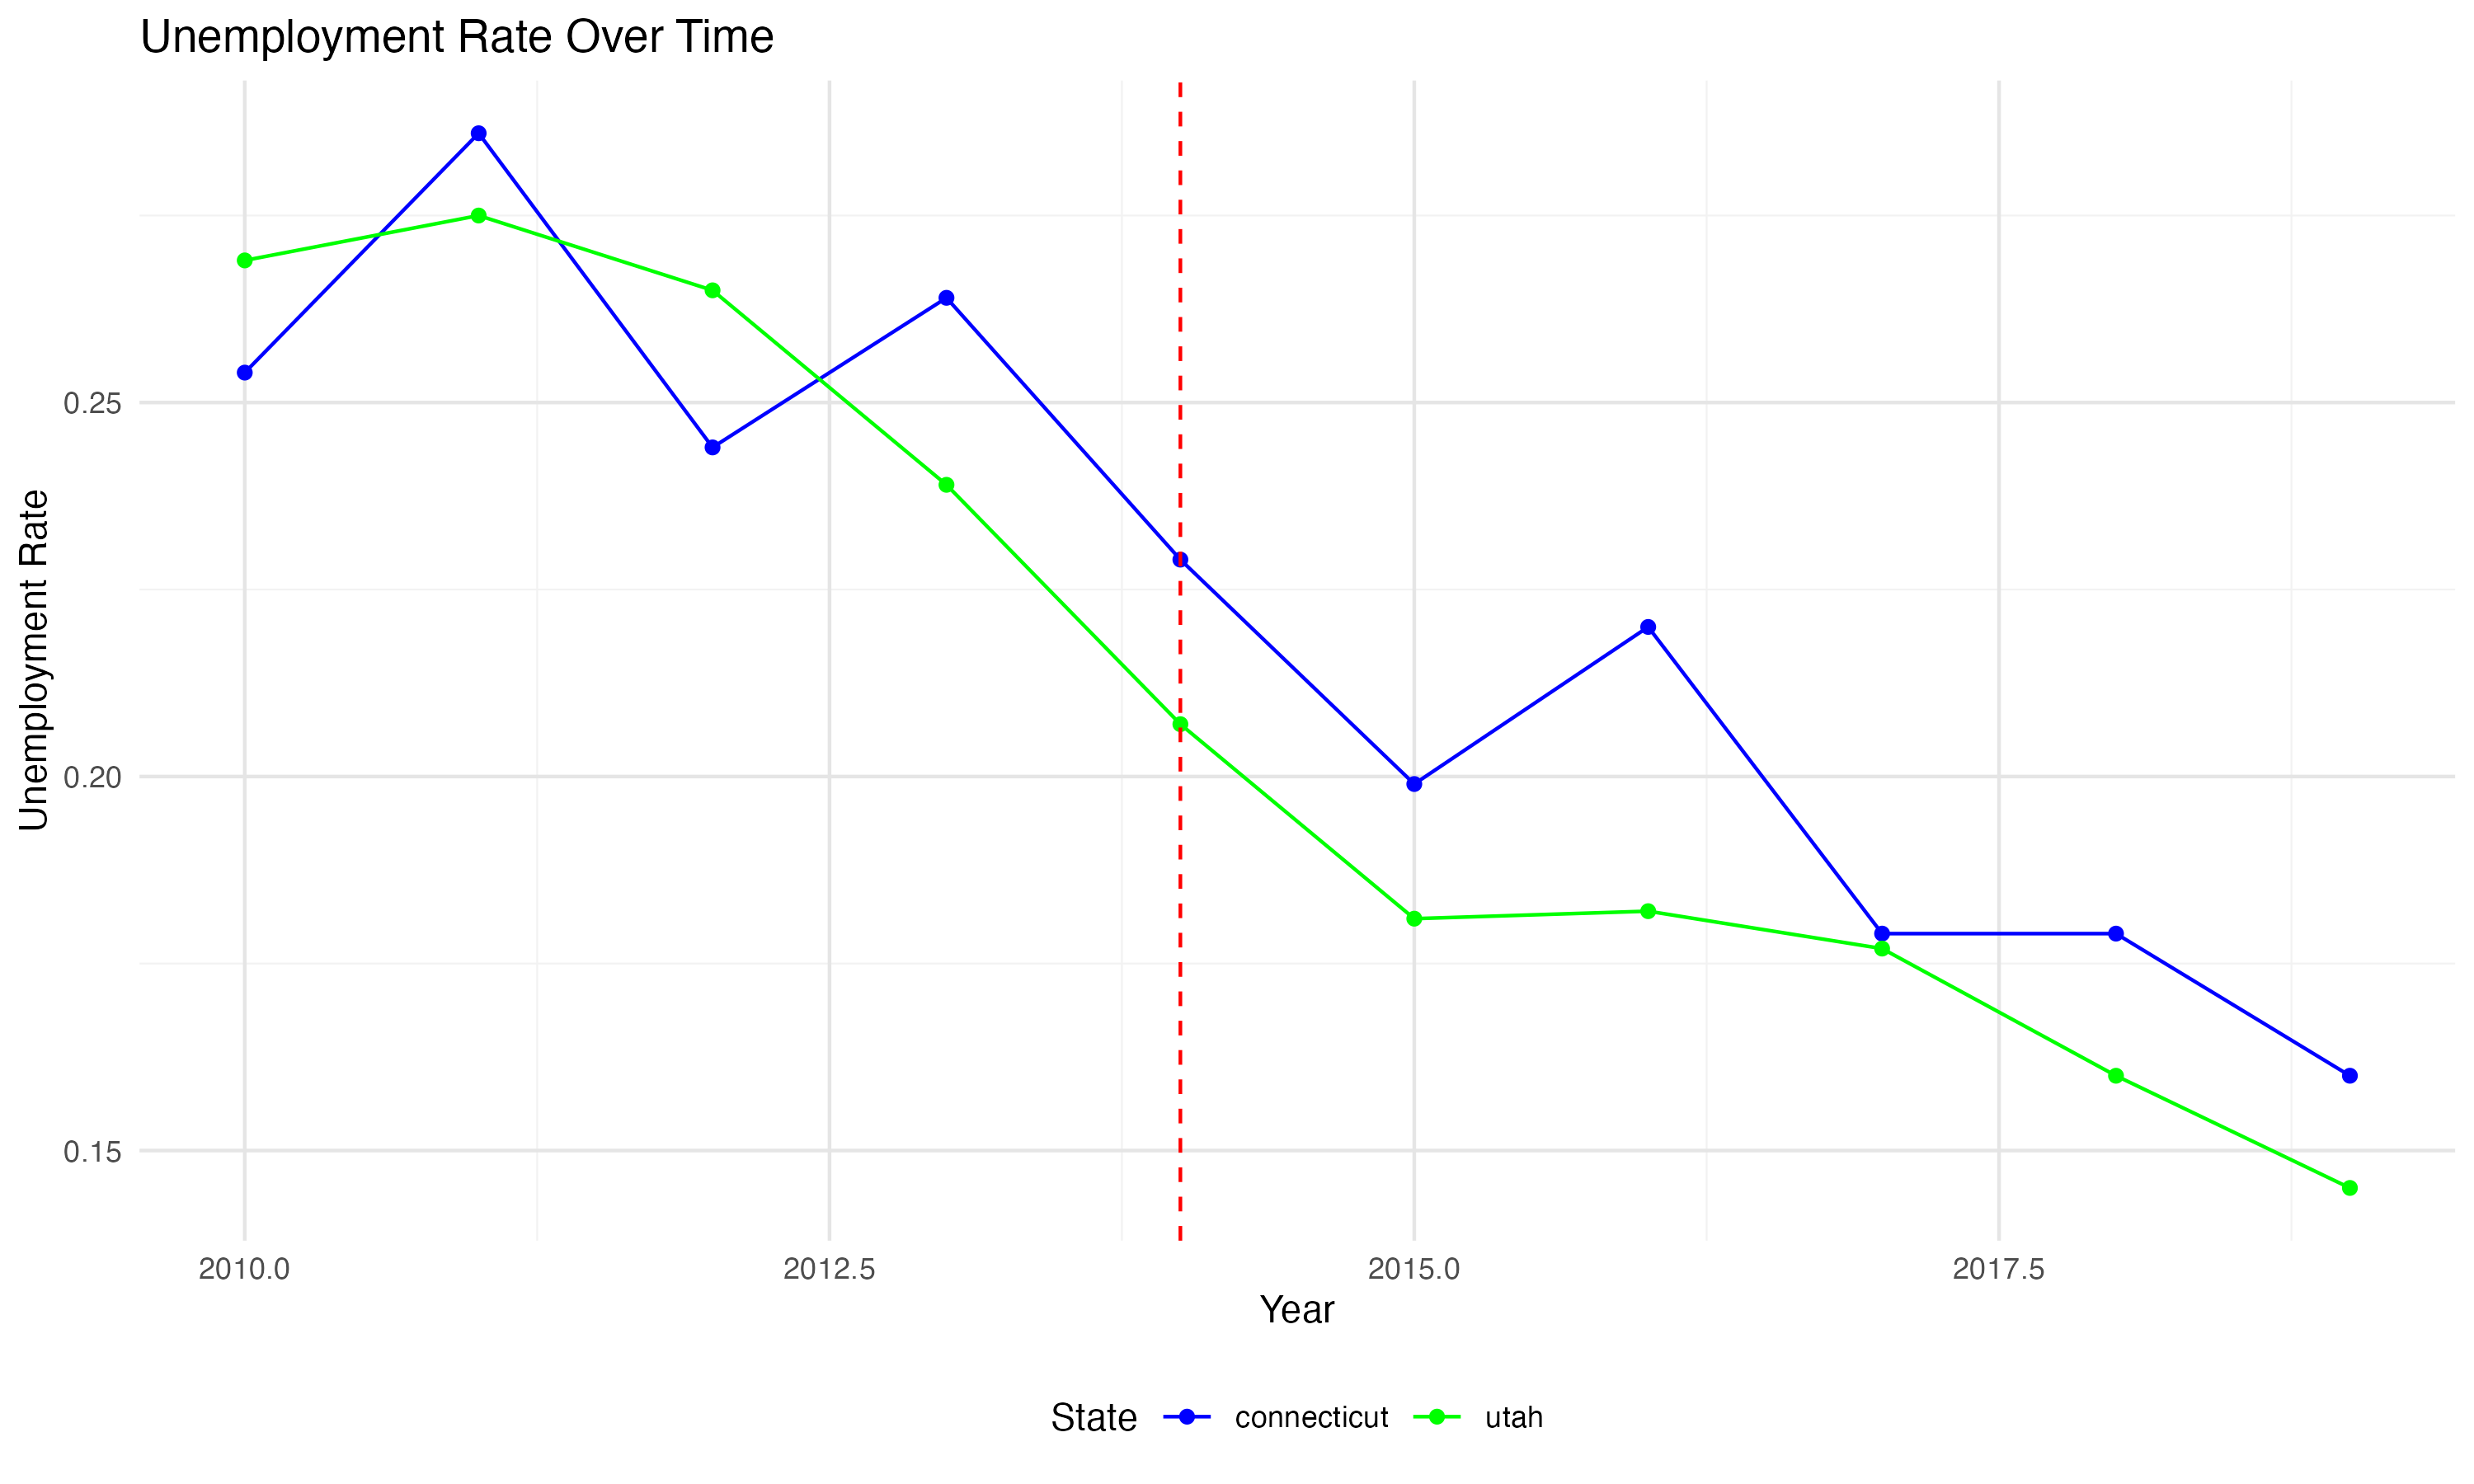 Unemployment Rate Over Time
Unemployment Rate
0.25
0.20
0.15
2010.0 2012.5 2015.0 2017.5
Year
State connecticut utah